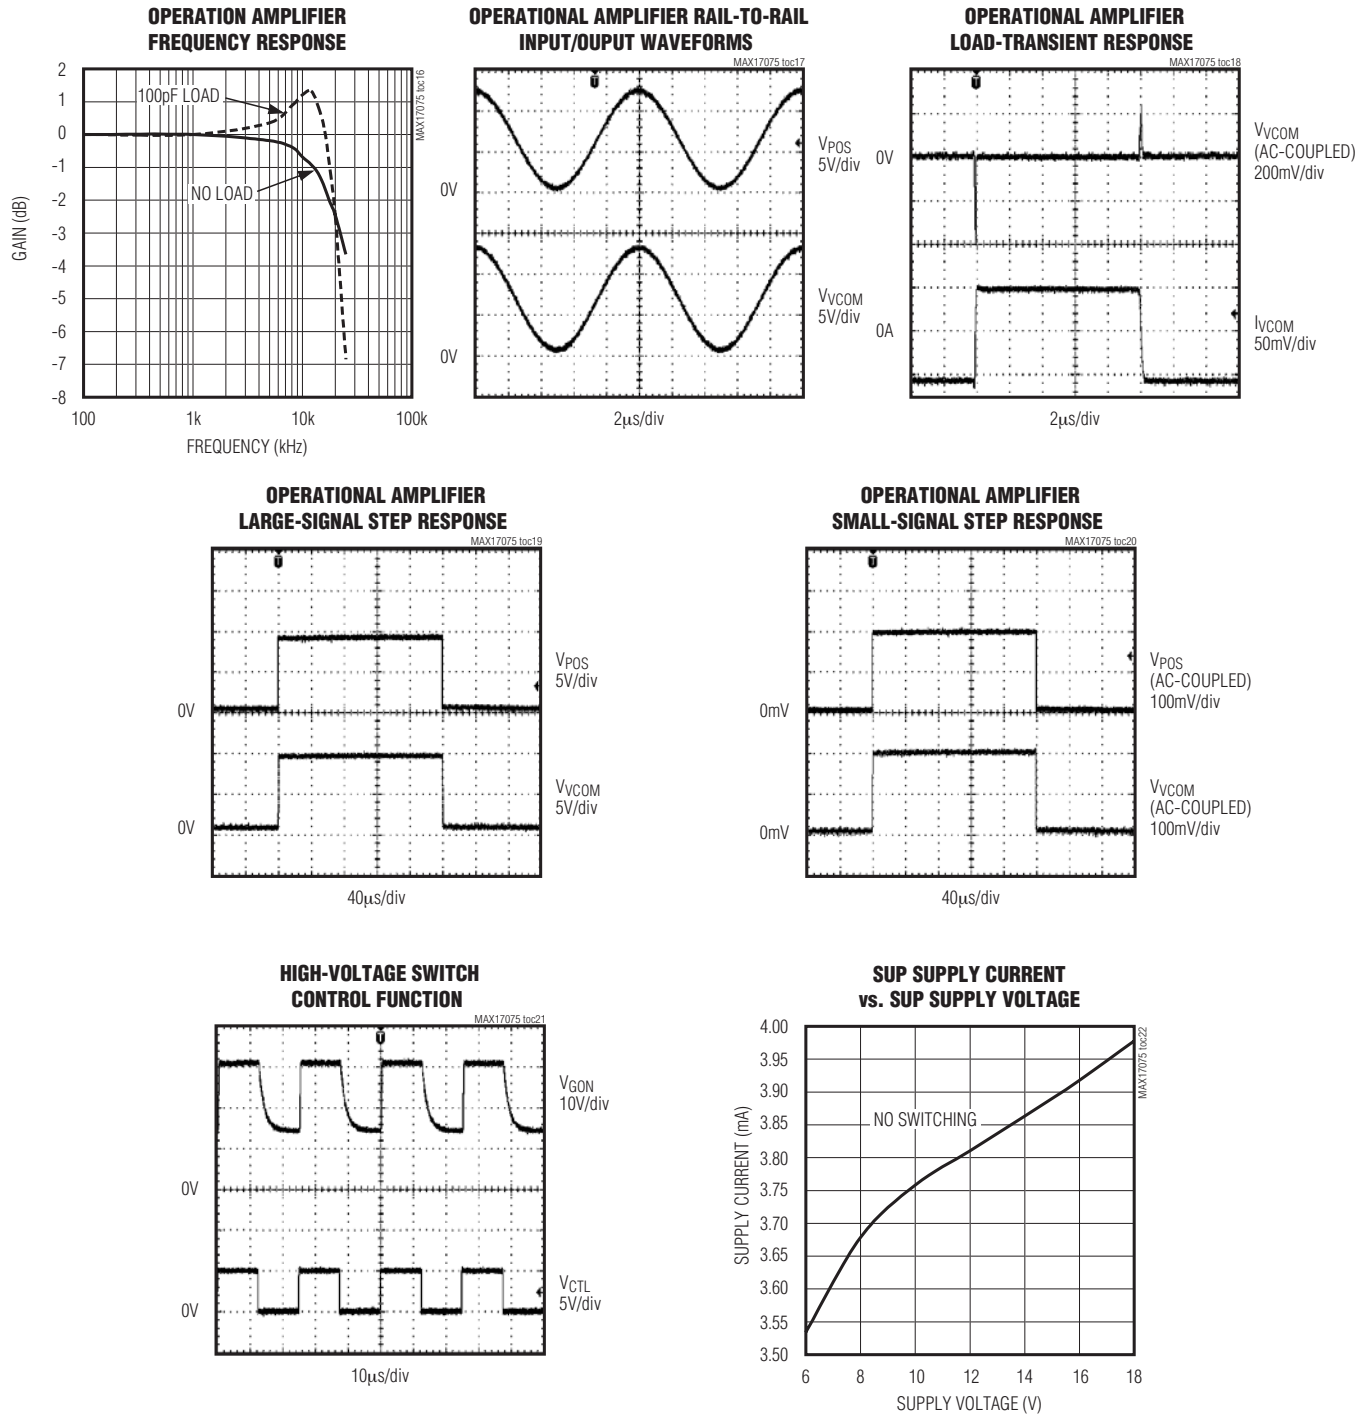 OPERATION AMPLIFIER
FREQUENCY RESPONSE
MAX17075 toc16
2
1
0
-1
-2
-3
-4
-5
-6
-7
-8
GAIN (dB)
100pF LOAD
NO LOAD
100
1k
10k
100k
FREQUENCY (kHz)
OPERATIONAL AMPLIFIER RAIL-TO-RAIL
INPUT/OUPUT WAVEFORMS
MAX17075 toc17
T
0V
0V
VPOS
5V/div
VVCOM
5V/div
2μs/div
OPERATIONAL AMPLIFIER
LOAD-TRANSIENT RESPONSE
MAX17075 toc18
T
0V
0A
VVCOM
(AC-COUPLED)
200mV/div
IVCOM
50mV/div
2μs/div
OPERATIONAL AMPLIFIER
LARGE-SIGNAL STEP RESPONSE
MAX17075 toc19
T
0V
0V
VPOS
5V/div
VVCOM
5V/div
40μs/div
OPERATIONAL AMPLIFIER
SMALL-SIGNAL STEP RESPONSE
MAX17075 toc20
T
0mV
0mV
VPOS
(AC-COUPLED)
100mV/div
VVCOM
(AC-COUPLED)
100mV/div
40μs/div
HIGH-VOLTAGE SWITCH
CONTROL FUNCTION
MAX17075 toc21
T
0V
0V
VGON
10V/div
VCTL
5V/div
10μs/div
SUP SUPPLY CURRENT
vs. SUP SUPPLY VOLTAGE
MAX17075 toc22
4.00
3.95
3.90
3.85
3.80
3.75
3.70
3.65
3.60
3.55
3.50
SUPPLY CURRENT (mA)
NO SWITCHING
6
8
10
12
14
16
18
SUPPLY VOLTAGE (V)